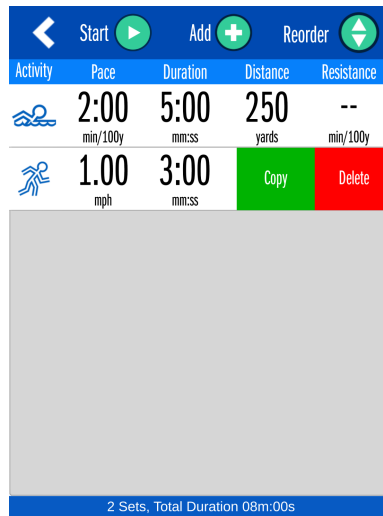 Start Add Reorder
Activity Pace Duration Distance Resistance
2:00 5:00 250 --
min/100y mm:ss yards min/100y
1.00 3:00 Copy Delete
mph mm:ss
2 Sets, Total Duration 08m:00s